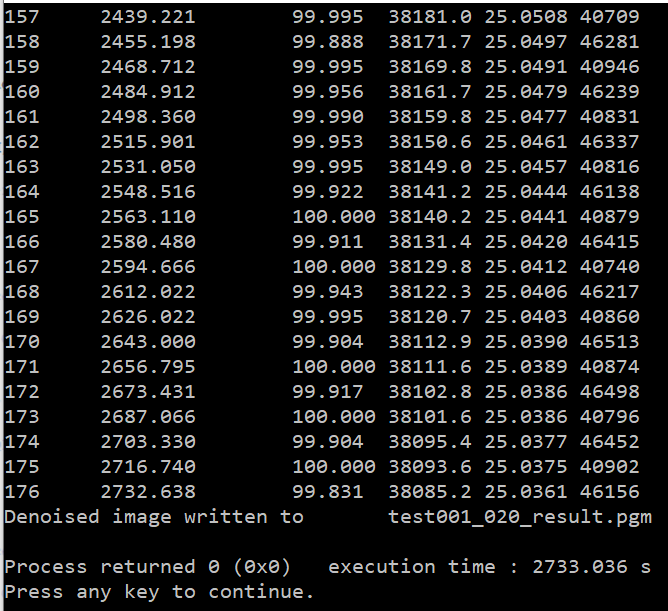 157 2439.221 99.995 38181.0 25.0508 40709
158 2455.198 99.888 38171.7 25.0497 46281
159 2468.712 99.995 38169.8 25.0491 40946
160 2484.912 99.956 38161.7 25.0479 46239
161 2498.360 99.990 38159.8 25.0477 40831
162 2515.901 99.953 38150.6 25.0461 46337
163 2531.050 99.995 38149.0 25.0457 40816
164 2548.516 99.922 38141.2 25.0444 46138
165 2563.110 100.000 38140.2 25.0441 40879
166 2580.480 99.911 38131.4 25.0420 46415
167 2594.666 100.000 38129.8 25.0412 40740
168 2612.022 99.943 38122.3 25.0406 46217
169 2626.022 99.995 38120.7 25.0403 40860
170 2643.000 99.904 38112.9 25.0390 46513
171 2656.795 100.000 38111.6 25.0389 40874
172 2673.431 99.917 38102.8 25.0386 46498
173 2687.066 100.000 38101.6 25.0386 40796
174 2703.330 99.904 38095.4 25.0377 46452
175 2716.740 100.000 38093.6 25.0375 40902
176 2732.638 99.831 38085.2 25.0361 46156
Denoised image written to test001_020_result.pgm
Process returned 0 (0x0) execution time : 2733.036 s
Press any key to continue.